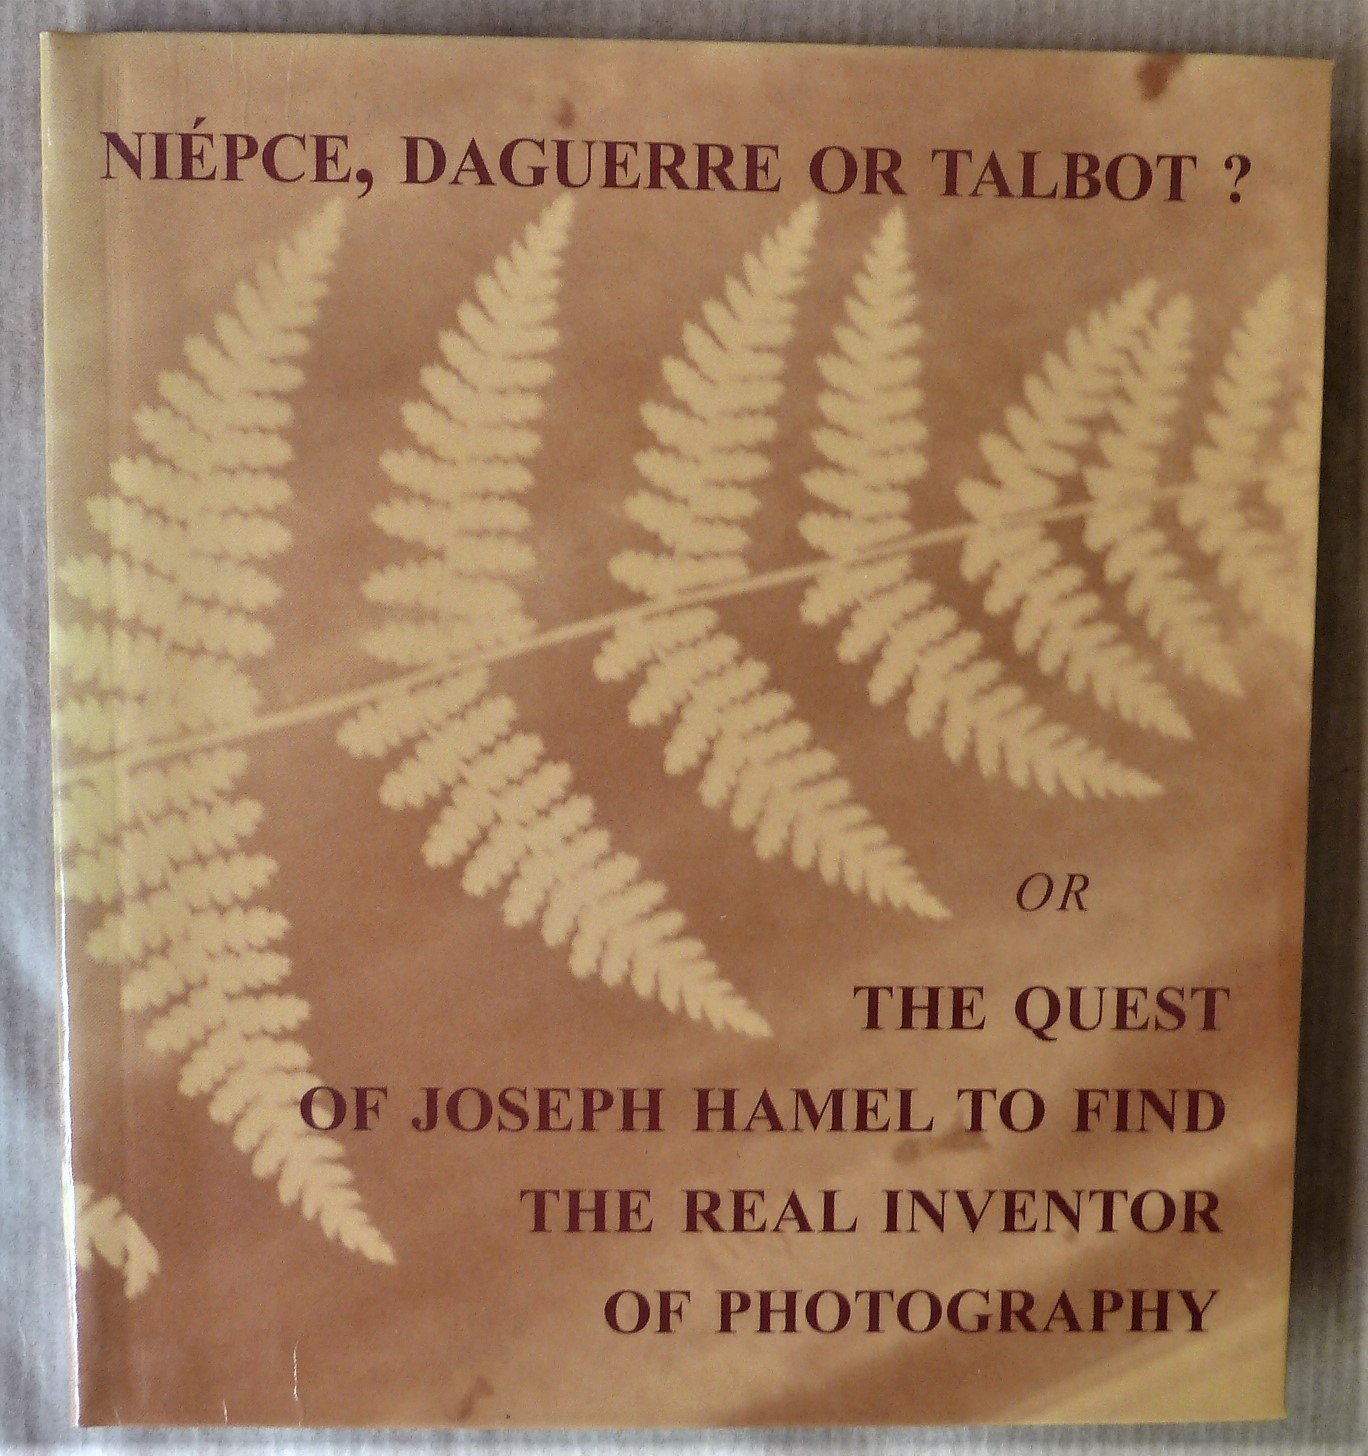 NIÉPCE, DAGUERRE OR TALBOT ?
OR
THE QUEST
OF JOSEPH HAMEL TO FIND
THE REAL INVENTOR
OF PHOTOGRAPHY